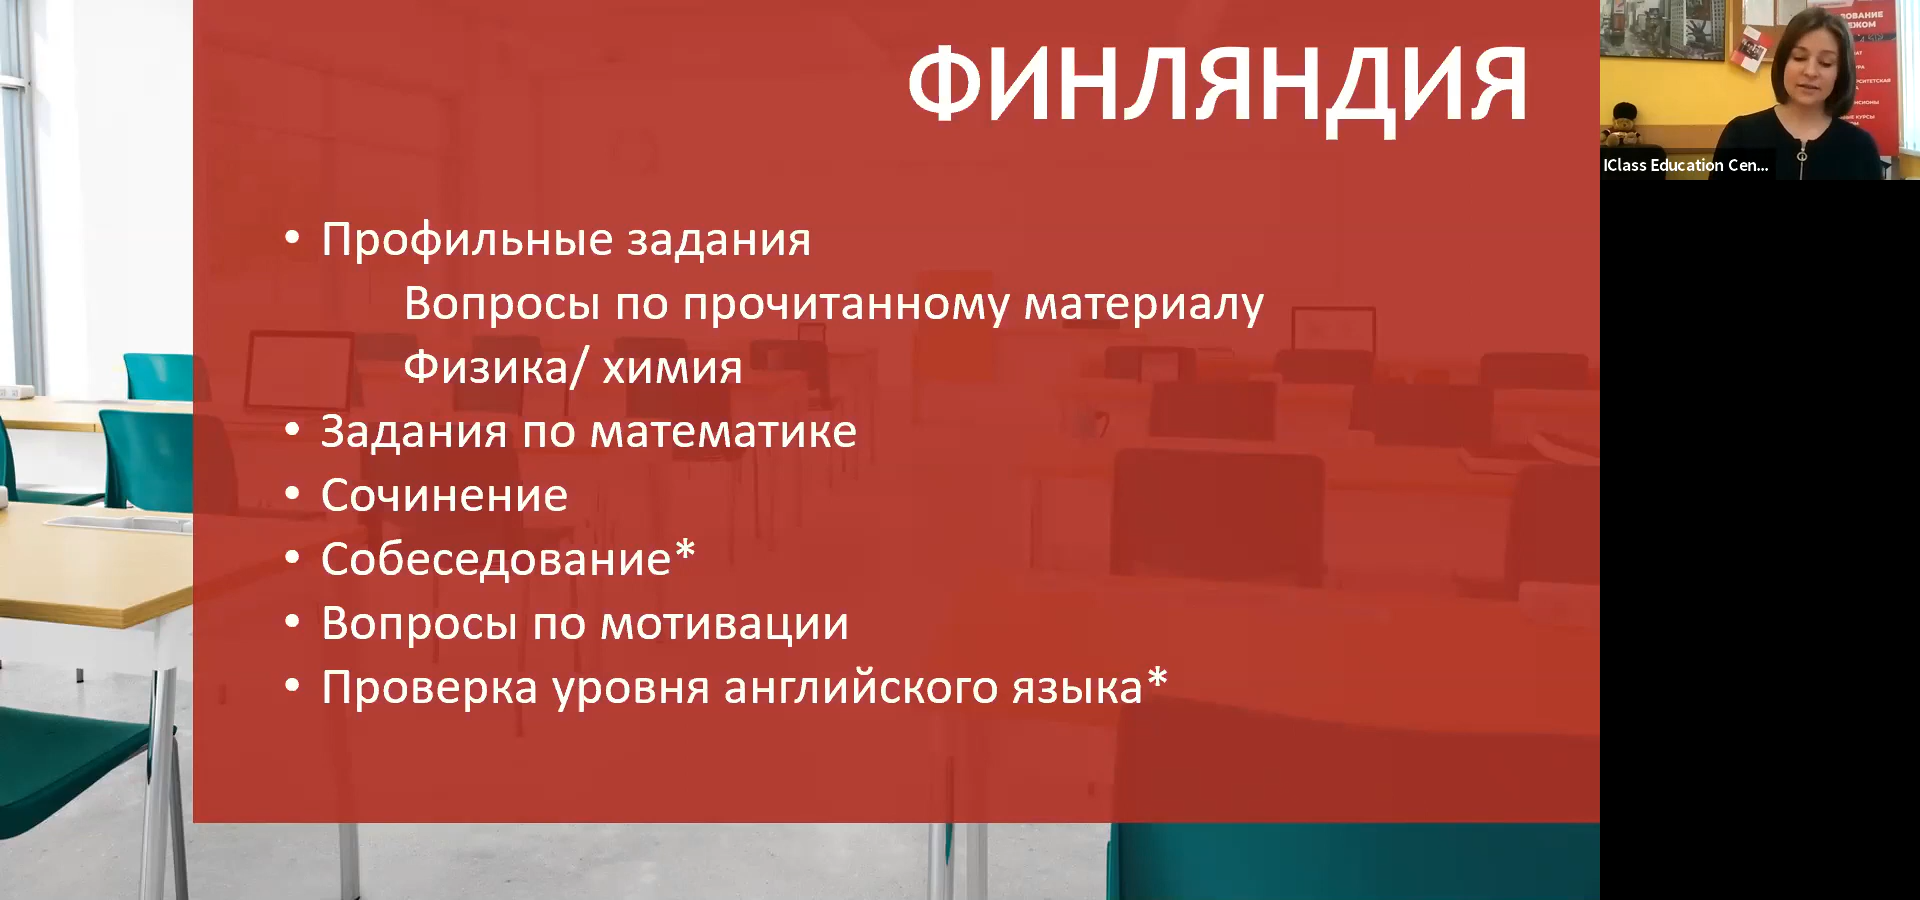 ФИНЛЯНДИЯ
• Профильные задания
Вопросы по прочитанному материалу
Физика/ химия
• Задания по математике
• Сочинение
• Собеседование*
• Вопросы по мотивации
• Проверка уровня английского языка*
IClass Education Cen...